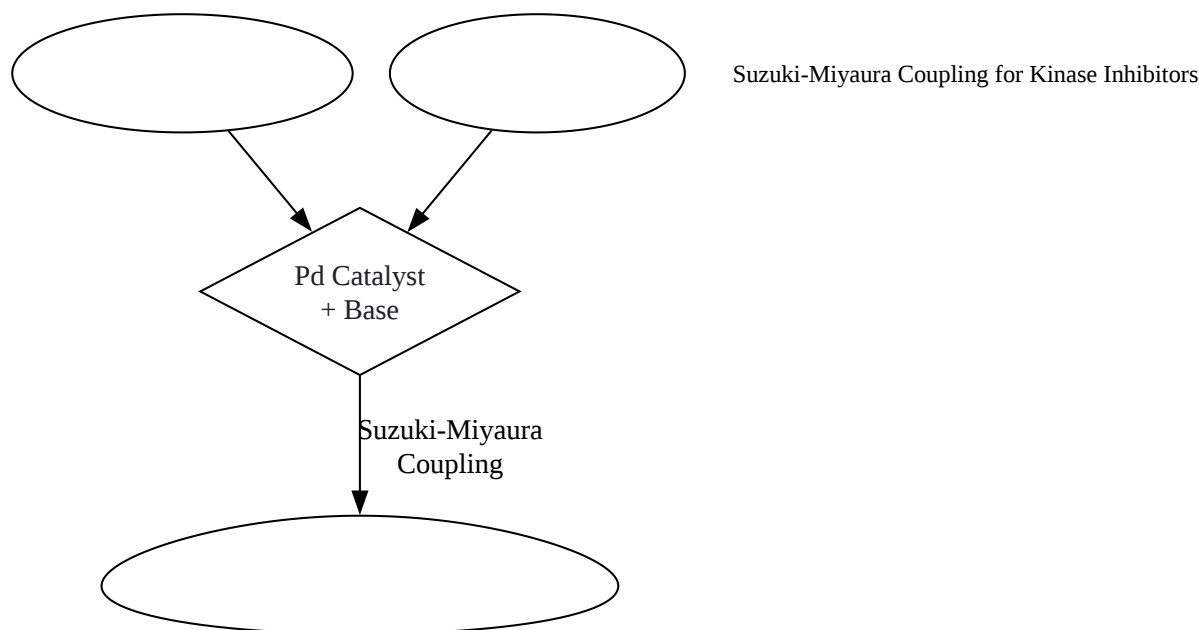 Suzuki-Miyaura Coupling for Kinase Inhibitors
Pd Catalyst
+ Base
Suzuki-Miyaura
Coupling